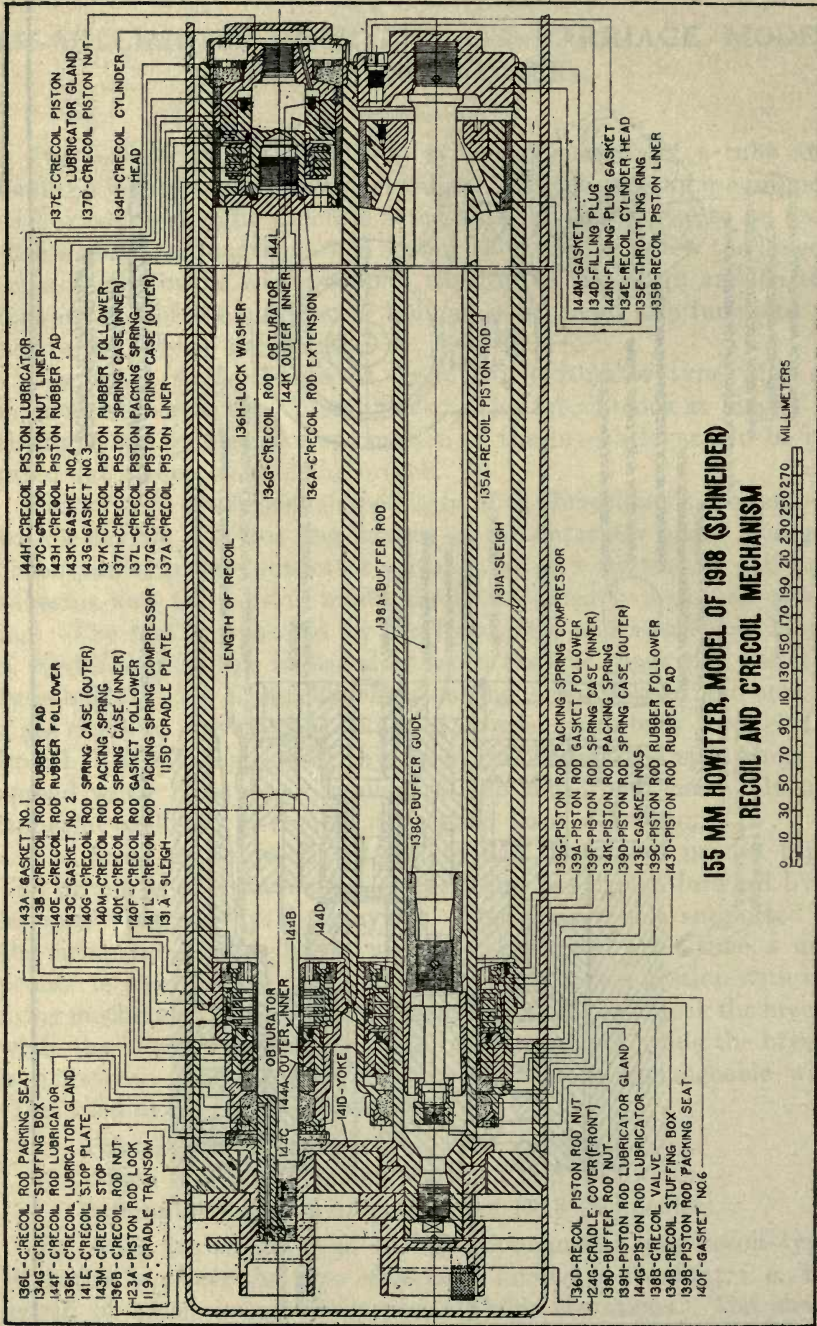 136L-C'RECOIL ROD PACKING SEAT
134G-C'RECOIL STUFFING BOX
144F-C'RECOIL ROD LUBRICATOR
136K-C'RECOIL LUBRICATOR GLAND
141E-C'RECOIL STOP PLATE
143M-C'RECOIL STOP
136B-C'RECOIL ROD NUT
123A-PISTON ROD LOOK
119A-CRADLE TRANSOM
143A-GASKET NO.1
143B-C'RECOIL ROD RUBBER PAD
140E-C'RECOIL ROD RUBBER FOLLOWER
143C-GASKET NO 2
140G-C'RECOIL ROD SPRING CASE (OUTER)
140M-C'RECOIL ROD PACKING SPRING
140K-C'RECOIL ROD SPRING CASE (INNER)
140F-C'RECOIL ROD GASKET FOLLOWER
141L-C'RECOIL ROD PACKING SPRING COMPRESSOR
131A-SLEIGH
115D-CRADLE PLATE
144H-C'RECOIL PISTON LUBRICATOR
137C-C'RECOIL PISTON NUT LINER
143H-C'RECOIL PISTON RUBBER PAD
143K-GASKET NO.4
143G-GASKET NO.3
137K-C'RECOIL PISTON RUBBER FOLLOWER
137H-C'RECOIL PISTON SPRING CASE (INNER)
137L-C'RECOIL PISTON PACKING SPRING
137G-C'RECOIL PISTON SPRING CASE (OUTER)
137A-C'RECOIL PISTON LINER
137E-C'RECOIL PISTON
LUBRICATOR GLAND
137D-C'RECOIL PISTON NUT
134H-C'RECOIL CYLINDER
HEAD
LENGTH OF RECOIL
136H-LOCK WASHER
136G-C'RECOIL ROD OBTURATOR
144L
144K OUTER INNER
136A-C'RECOIL ROD EXTENSION
144B
OBTURATOR
144A-OUTER INNER
144C
144D
141D-YOKE
138C-BUFFER GUIDE
138A-BUFFER ROD
135A-RECOIL PISTON ROD
131A-SLEIGH
136D-RECOIL PISTON ROD NUT
124G-CRADLE COVER (FRONT)
138D-BUFFER ROD NUT
139H-PISTON ROD LUBRICATOR GLAND
144G-PISTON ROD LUBRICATOR
138B-C'RECOIL VALVE
134B-RECOIL STUFFING BOX
139B-PISTON ROD PACKING SEAT
140F-GASKET NO.6
139G-PISTON ROD PACKING SPRING COMPRESSOR
139A-PISTON ROD GASKET FOLLOWER
139F-PISTON ROD SPRING CASE (INNER)
134K-PISTON ROD PACKING SPRING
139D-PISTON ROD SPRING CASE (OUTER)
143E-GASKET NO.5
139C-PISTON ROD RUBBER FOLLOWER
143D-PISTON ROD RUBBER PAD
144M-GASKET
134D-FILLING PLUG
144N-FILLING PLUG GASKET
134E-RECOIL CYLINDER HEAD
135E-THROTTLING RING
135B-RECOIL PISTON LINER
155 MM HOWITZER, MODEL OF 1918 (SCHNEIDER)
RECOIL AND C'RECOIL MECHANISM
0 10 30 50 70 90 110 130 150 170 190 210 230 250 270 MILLIMETERS